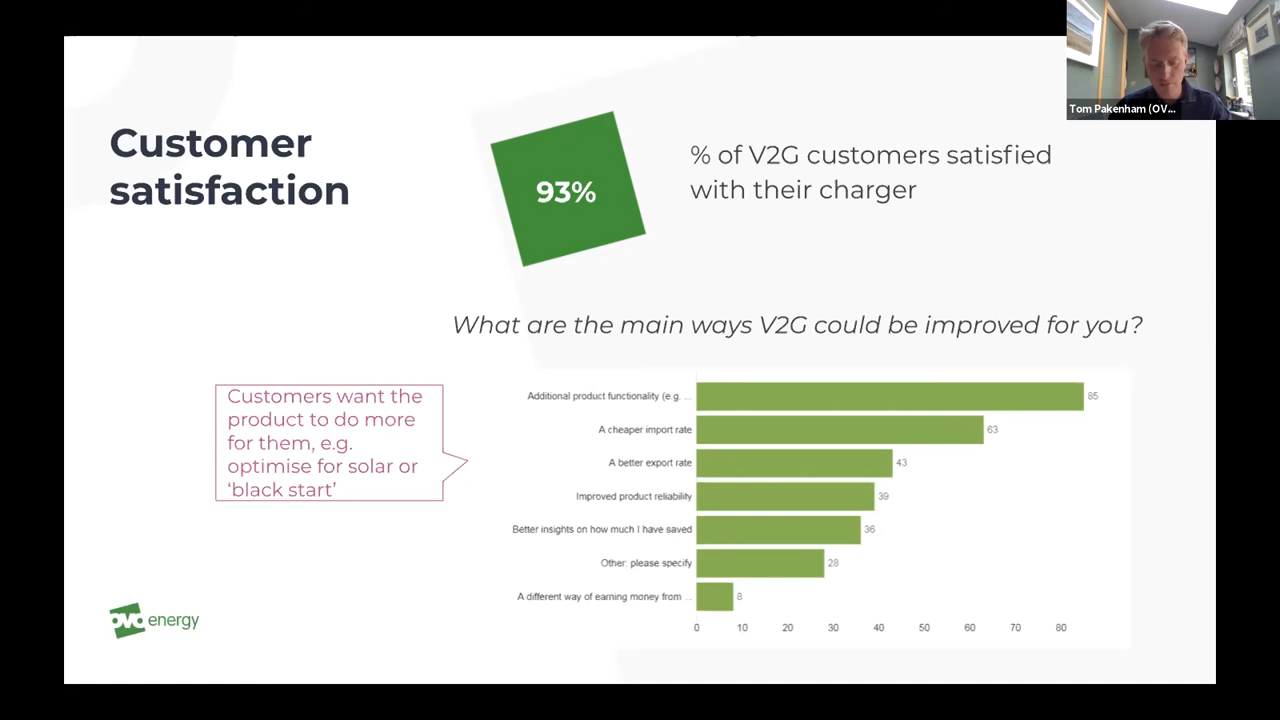 Tom Pakenham (OV...
Customer
satisfaction
93%
% of V2G customers satisfied
with their charger
What are the main ways V2G could be improved for you?
Customers want the
product to do more
for them, e.g.
optimise for solar or
‘black start’
Additional product functionality (e.g. ...
85
A cheaper import rate
63
A better export rate
43
Improved product reliability
39
Better insights on how much I have saved
36
Other: please specify
28
A different way of earning money from ...
8
0 10 20 30 40 50 60 70 80
ovo energy